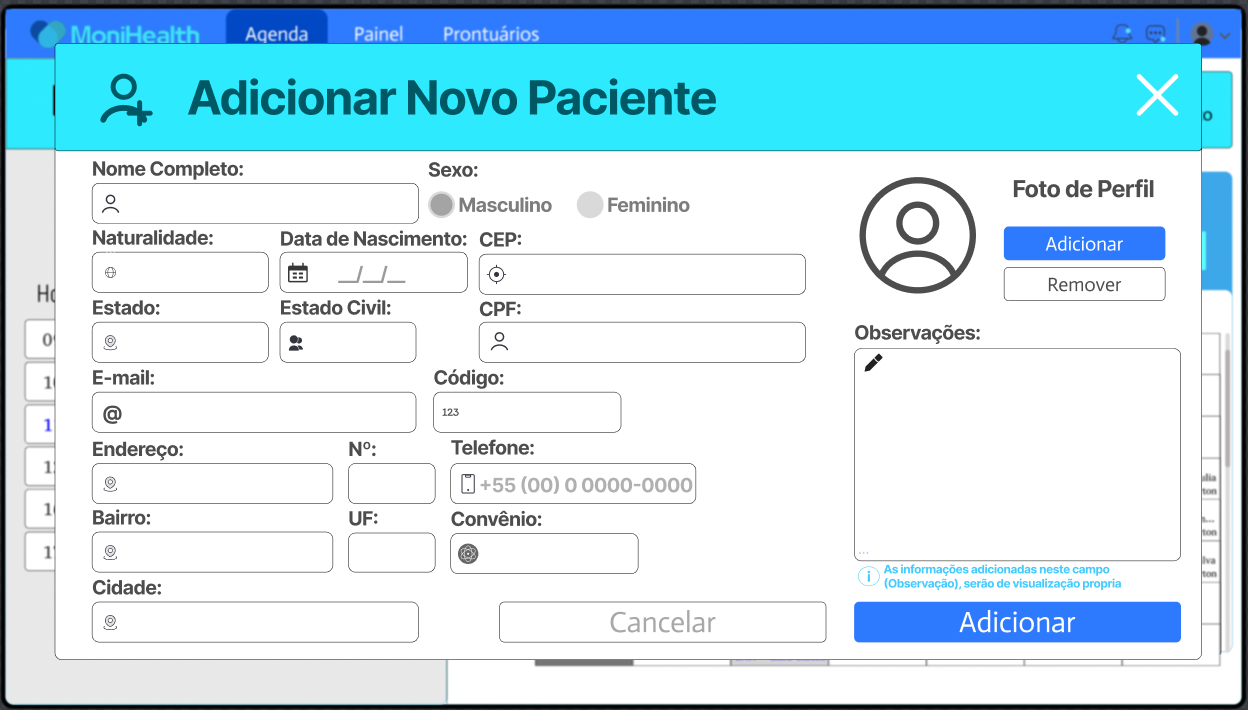 MoniHealth
Agenda
Painel
Prontuários
Adicionar Novo Paciente
Nome Completo:
Sexo:
Masculino
Feminino
Foto de Perfil
Adicionar
Remover
Naturalidade:
Data de Nascimento:
__/__/__
CEP:
Estado:
Estado Civil:
CPF:
Observações:
...
E-mail:
@
Código:
123
Endereço:
Nº:
Telefone:
+55 (00) 0 0000-0000
Bairro:
UF:
Convênio:
As informações adicionadas neste campo
(Observação), serão de visualização propria
Cidade:
Cancelar
Adicionar